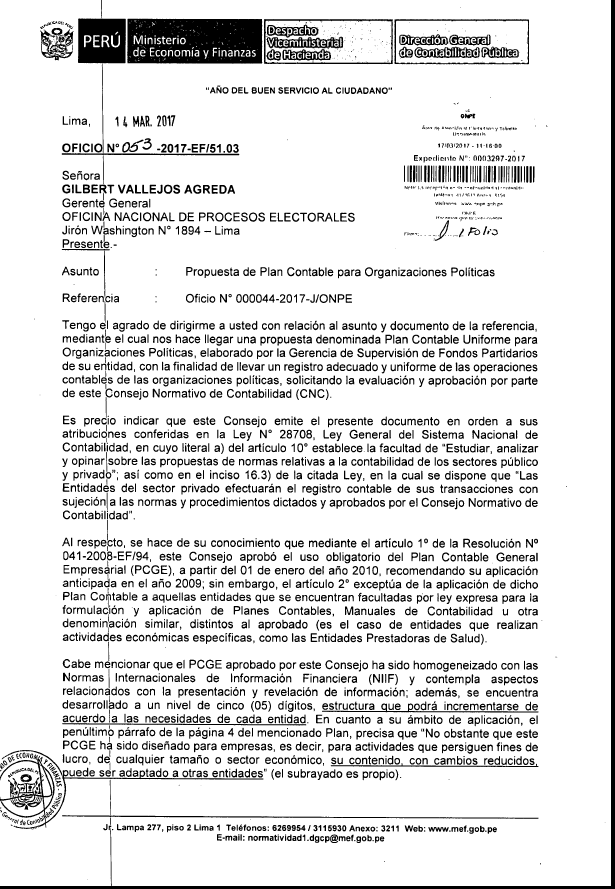 PERÚ
Ministerio
de Economía y Finanzas
Despacho
Viceministerial
de Hacienda
Dirección General
de Contabilidad Pública
"AÑO DEL BUEN SERVICIO AL CIUDADANO"
Lima, 14 MAR. 2017
OFICIO N° 053 -2017-EF/51.03
ONPE
17/03/2017 - 11:16:00
Expediente N°: 0003297-2017
1 Folio
Señora
GILBERT VALLEJOS AGREDA
Gerente General
OFICINA NACIONAL DE PROCESOS ELECTORALES
Jirón Washington N° 1894 – Lima
Presente.-
Asunto : Propuesta de Plan Contable para Organizaciones Políticas
Referencia : Oficio N° 000044-2017-J/ONPE
Tengo el agrado de dirigirme a usted con relación al asunto y documento de la referencia,
mediante el cual nos hace llegar una propuesta denominada Plan Contable Uniforme para
Organizaciones Políticas, elaborado por la Gerencia de Supervisión de Fondos Partidarios
de su entidad, con la finalidad de llevar un registro adecuado y uniforme de las operaciones
contables de las organizaciones políticas, solicitando la evaluación y aprobación por parte
de este Consejo Normativo de Contabilidad (CNC).
Es precio indicar que este Consejo emite el presente documento en orden a sus
atribuciones conferidas en la Ley N° 28708, Ley General del Sistema Nacional de
Contabilidad, en cuyo literal a) del artículo 10° establece la facultad de "Estudiar, analizar
y opinar sobre las propuestas de normas relativas a la contabilidad de los sectores público
y privado"; así como en el inciso 16.3) de la citada Ley, en la cual se dispone que "Las
Entidades del sector privado efectuarán el registro contable de sus transacciones con
sujeción a las normas y procedimientos dictados y aprobados por el Consejo Normativo de
Contabilidad".
Al respecto, se hace de su conocimiento que mediante el artículo 1° de la Resolución N°
041-2008-EF/94, este Consejo aprobó el uso obligatorio del Plan Contable General
Empresarial (PCGE), a partir del 01 de enero del año 2010, recomendando su aplicación
anticipada en el año 2009; sin embargo, el artículo 2° exceptúa de la aplicación de dicho
Plan Contable a aquellas entidades que se encuentran facultadas por ley expresa para la
formulación y aplicación de Planes Contables, Manuales de Contabilidad u otra
denominación similar, distintos al aprobado (es el caso de entidades que realizan
actividades económicas específicas, como las Entidades Prestadoras de Salud).
Cabe mencionar que el PCGE aprobado por este Consejo ha sido homogeneizado con las
Normas Internacionales de Información Financiera (NIIF) y contempla aspectos
relacionados con la presentación y revelación de información; además, se encuentra
desarrollado a un nivel de cinco (05) dígitos, estructura que podrá incrementarse de
acuerdo a las necesidades de cada entidad. En cuanto a su ámbito de aplicación, el
penúltimo párrafo de la página 4 del mencionado Plan, precisa que "No obstante que este
PCGE ha sido diseñado para empresas, es decir, para actividades que persiguen fines de
lucro, de cualquier tamaño o sector económico, su contenido, con cambios reducidos,
puede ser adaptado a otras entidades" (el subrayado es propio).
Jr. Lampa 277, piso 2 Lima 1 Teléfonos: 6269954 / 3115930 Anexo: 3211 Web: www.mef.gob.pe
E-mail: normatividad1.dgcp@mef.gob.pe